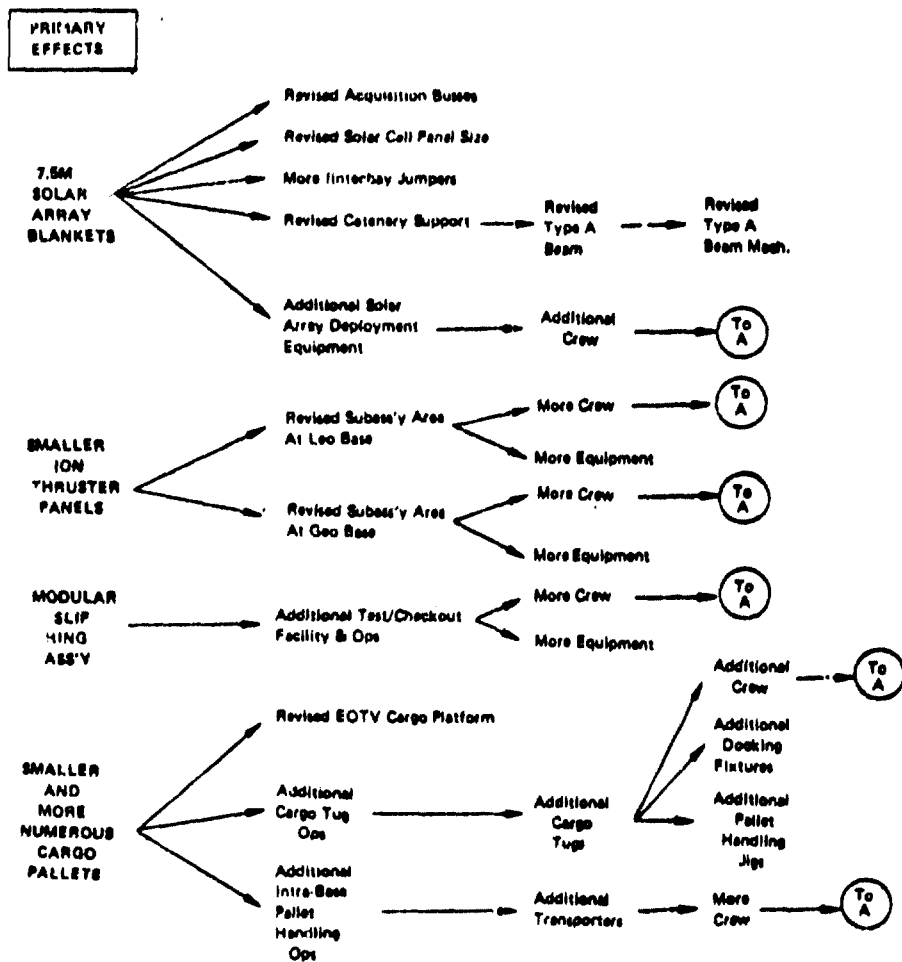 PRIMARY
EFFECTS
7.5M
SOLAR
ARRAY
BLANKETS
Revised Acquisition Busses
Revised Solar Cell Panel Size
More Interbay Jumpers
Revised Catenary Support
Revised
Type A
Beam
Revised
Type A
Beam Mach.
Additional Solar
Array Deployment
Equipment
Additional
Crew
To
A
SMALLER
ION
THRUSTER
PANELS
Revised Subass'y Area
At Leo Base
More Crew
To
A
More Equipment
Revised Subass'y Area
At Geo Base
More Crew
To
A
More Equipment
MODULAR
SLIP
RING
ASS'Y
Additional Test/Checkout
Facility & Ops
More Crew
To
A
More Equipment
SMALLER
AND
MORE
NUMEROUS
CARGO
PALLETS
Revised EOTV Cargo Platform
Additional
Cargo Tug
Ops
Additional
Cargo
Tugs
Additional
Crew
To
A
Additional
Docking
Fixtures
Additional
Pallet
Handling
Jigs
Additional
Intra-Base
Pallet
Handling
Ops
Additional
Transporters
More
Crew
To
A